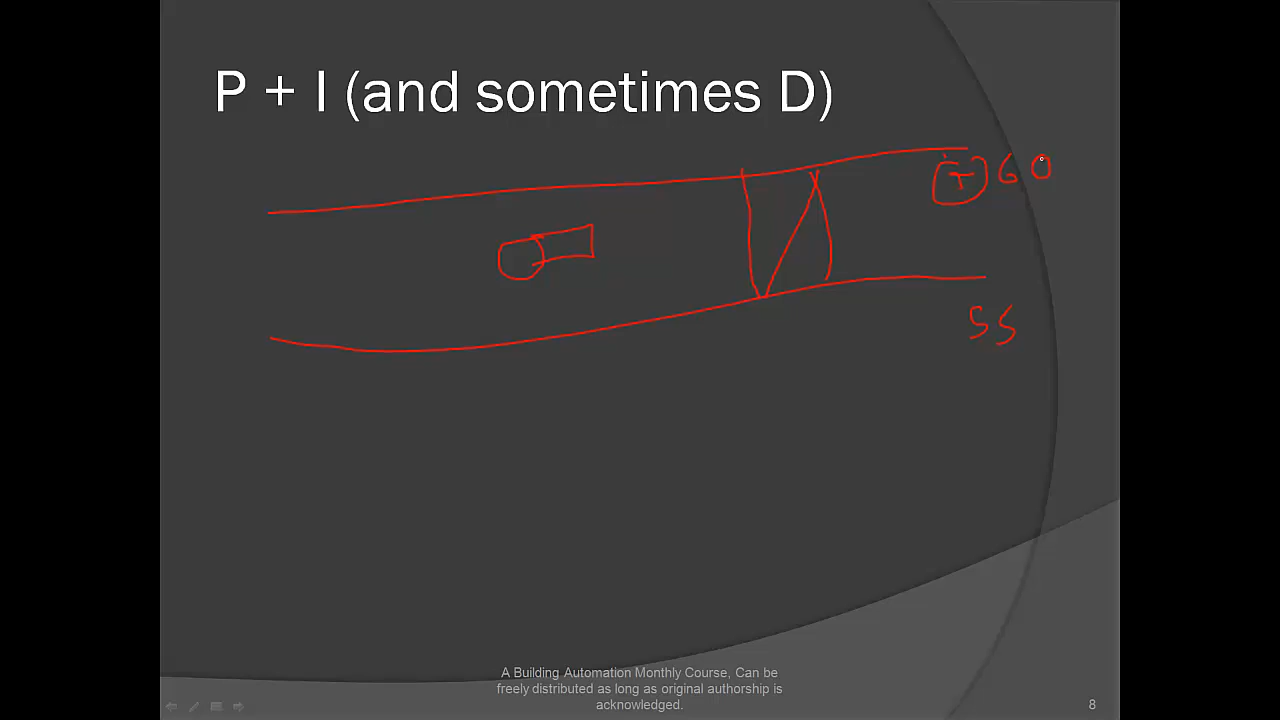 P + I (and sometimes D)
T 60
55
A Building Automation Monthly Course, Can be
freely distributed as long as original authorship is
acknowledged.
8